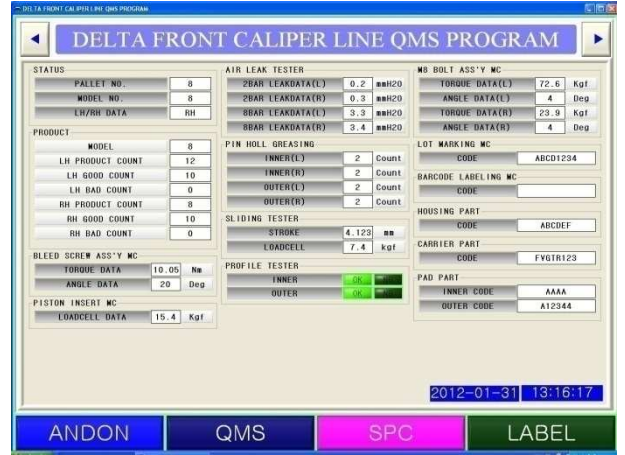 DELTA FRONT CALIPER LINE QMS PROGRAM
DELTA FRONT CALIPER LINE QMS PROGRAM
STATUS
PALLET NO. 8
MODEL NO. 8
LH/RH DATA RH
PRODUCT
MODEL 8
LH PRODUCT COUNT 12
LH GOOD COUNT 10
LH BAD COUNT 0
RH PRODUCT COUNT 8
RH GOOD COUNT 10
RH BAD COUNT 0
BLEED SCREW ASS'Y MC
TORQUE DATA 10.05 Nm
ANGLE DATA 20 Deg
PISTON INSERT MC
LOADCELL DATA 15.4 Kgf
AIR LEAK TESTER
2BAR LEAKDATA(L) 0.2 mmH20
2BAR LEAKDATA(R) 0.3 mmH20
8BAR LEAKDATA(L) 3.3 mmH20
8BAR LEAKDATA(R) 3.4 mmH20
PIN HOLL GREASING
INNER(L) 2 Count
INNER(R) 2 Count
OUTER(L) 2 Count
OUTER(R) 2 Count
SLIDING TESTER
STROKE 4.123 mm
LOADCELL 7.4 kgf
PROFILE TESTER
INNER OK
OUTER OK
M8 BOLT ASS'Y MC
TORQUE DATA(L) 72.6 Kgf
ANGLE DATA(L) 4 Deg
TORQUE DATA(R) 23.9 Kgf
ANGLE DATA(R) 4 Deg
LOT MARKING MC
CODE ABCD1234
BARCODE LABELING MC
CODE
HOUSING PART
CODE ABCDEF
CARRIER PART
CODE FVGTR123
PAD PART
INNER CODE AAAA
OUTER CODE A12344
2012-01-31 13:16:17
ANDON QMS SPC LABEL